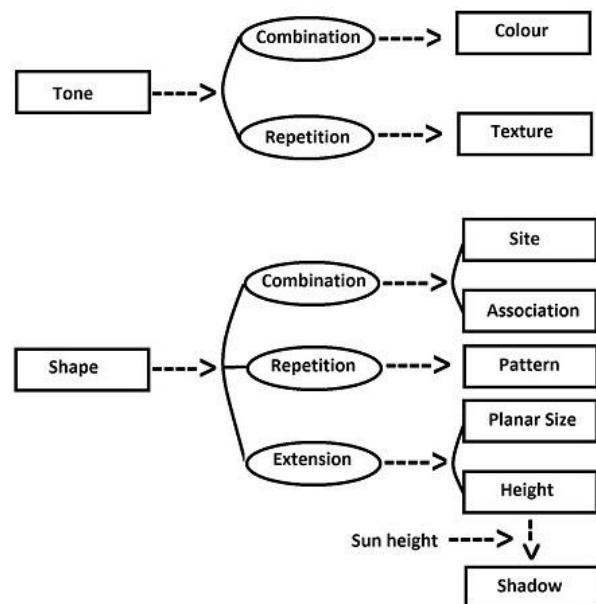 Combination
Colour
Tone
Repetition
Texture
Site
Combination
Association
Shape
Repetition
Pattern
Planar Size
Extension
Height
Sun height
Shadow